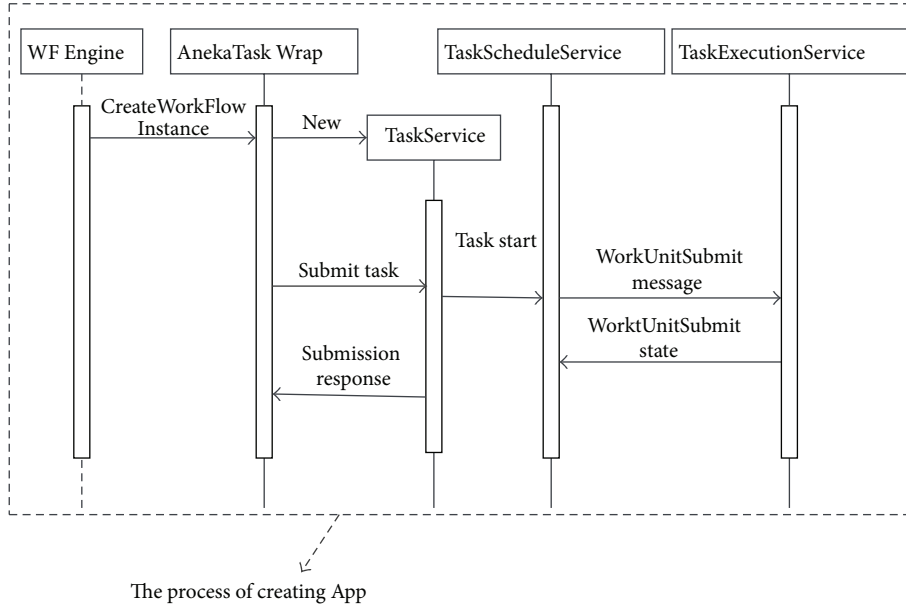 WF Engine
AnekaTask Wrap
TaskScheduleService
TaskExecutionService
CreateWorkFlow
Instance
New
TaskService
Task start
Submit task
WorkUnitSubmit
message
WorktUnitSubmit
state
Submission
response
The process of creating App